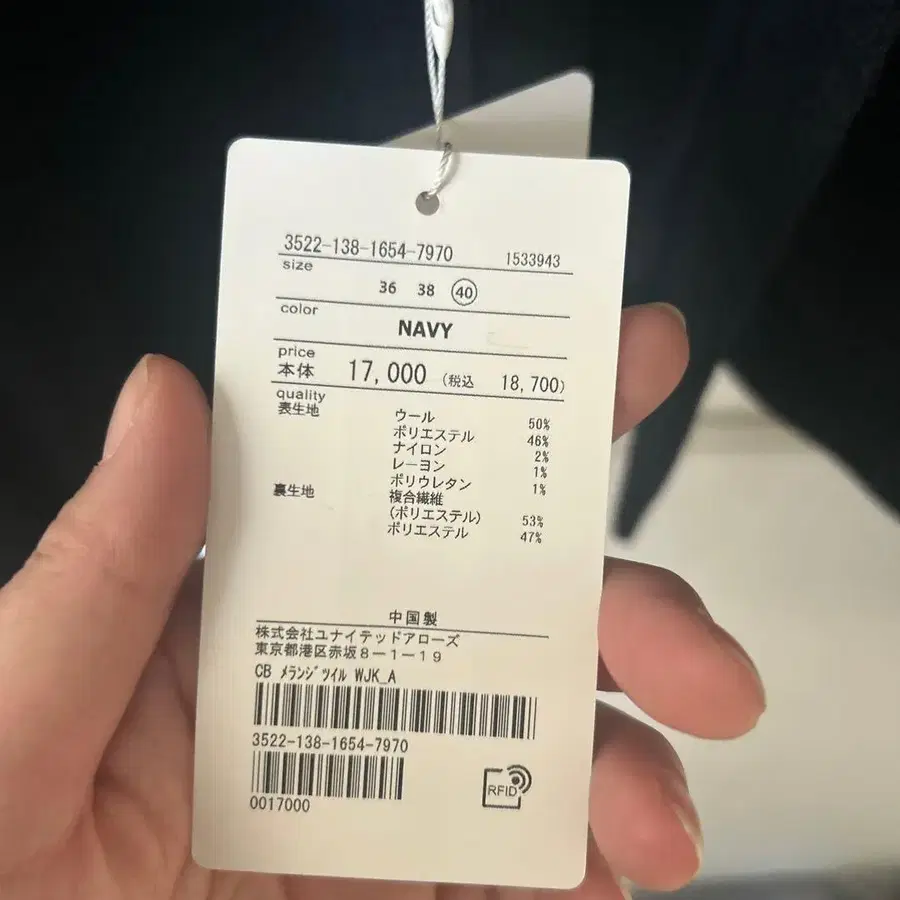 3522-138-1654-7970 1533943
size
36 38 40
color
NAVY
price
本体 17,000 (税込 18,700)
quality
表生地 ウール 50%
ポリエステル 46%
ナイロン 2%
レーヨン 1%
ポリウレタン 1%
裏生地 複合繊維
(ポリエステル) 53%
ポリエステル 47%
中国製
株式会社ユナイテッドアローズ
東京都港区赤坂8-1-19
CB メランジツイル WJK_A
3522-138-1654-7970
0017000
RFID